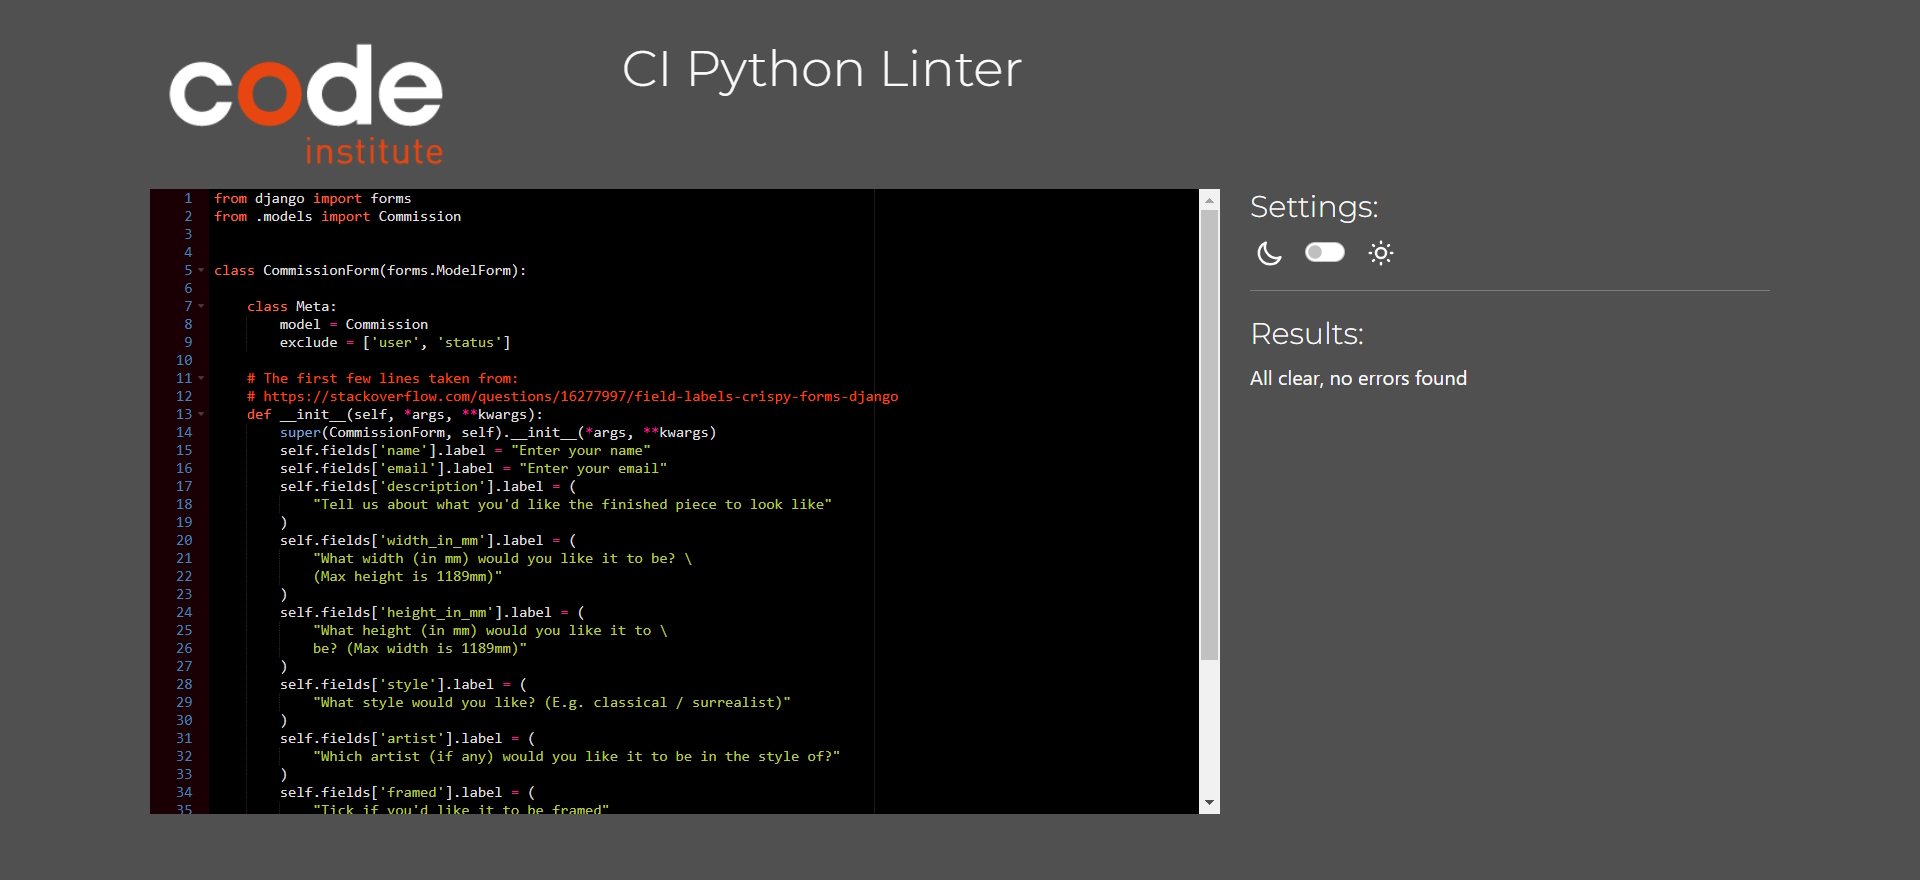 code
institute
CI Python Linter
1 from django import forms
2 from .models import Commission
3
4
5 class CommissionForm(forms.ModelForm):
6
7     class Meta:
8         model = Commission
9         exclude = ['user', 'status']
10
11     # The first few lines taken from:
12     # https://stackoverflow.com/questions/16277997/field-labels-crispy-forms-django
13     def __init__(self, *args, **kwargs):
14         super(CommissionForm, self).__init__(*args, **kwargs)
15         self.fields['name'].label = "Enter your name"
16         self.fields['email'].label = "Enter your email"
17         self.fields['description'].label = (
18             "Tell us about what you'd like the finished piece to look like"
19         )
20         self.fields['width_in_mm'].label = (
21             "What width (in mm) would you like it to be? \
22             (Max height is 1189mm)"
23         )
24         self.fields['height_in_mm'].label = (
25             "What height (in mm) would you like it to \
26             be? (Max width is 1189mm)"
27         )
28         self.fields['style'].label = (
29             "What style would you like? (E.g. classical / surrealist)"
30         )
31         self.fields['artist'].label = (
32             "Which artist (if any) would you like it to be in the style of?"
33         )
34         self.fields['framed'].label = (
35             "Tick if you'd like it to be framed"
Settings:
Results:
All clear, no errors found